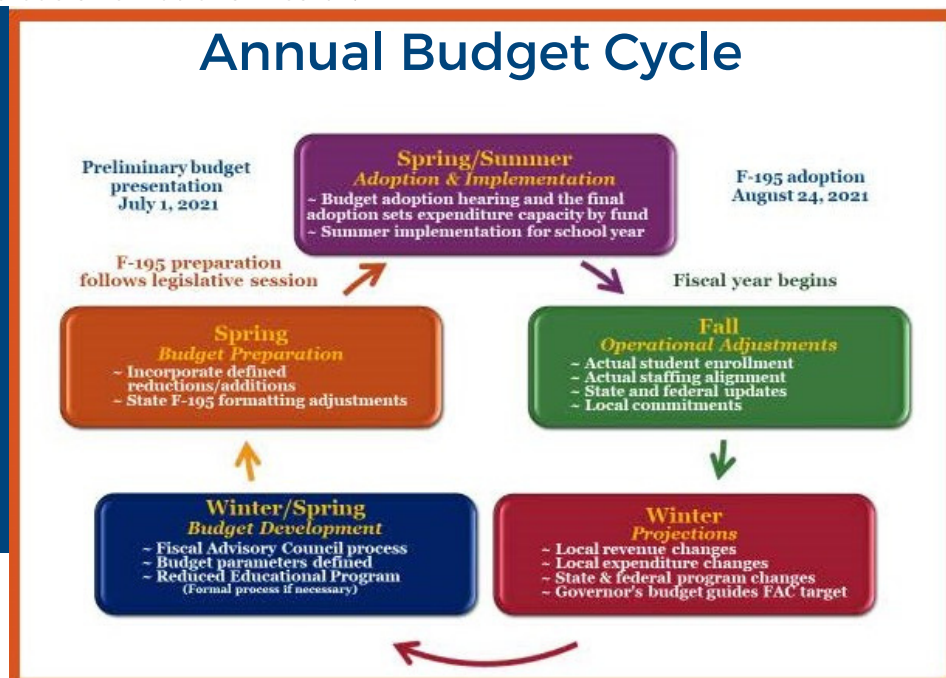 Annual Budget Cycle
Preliminary budget
presentation
July 1, 2021
Spring/Summer
Adoption & Implementation
~ Budget adoption hearing and the final
adoption sets expenditure capacity by fund
~ Summer implementation for school year
F-195 adoption
August 24, 2021
F-195 preparation
follows legislative session
Fiscal year begins
Spring
Budget Preparation
~ Incorporate defined
reductions/additions
~ State F-195 formatting adjustments
Fall
Operational Adjustments
~ Actual student enrollment
~ Actual staffing alignment
~ State and federal updates
~ Local commitments
Winter/Spring
Budget Development
~ Fiscal Advisory Council process
~ Budget parameters defined
~ Reduced Educational Program
(Formal process if necessary)
Winter
Projections
~ Local revenue changes
~ Local expenditure changes
~ State & federal program changes
~ Governor's budget guides FAC target